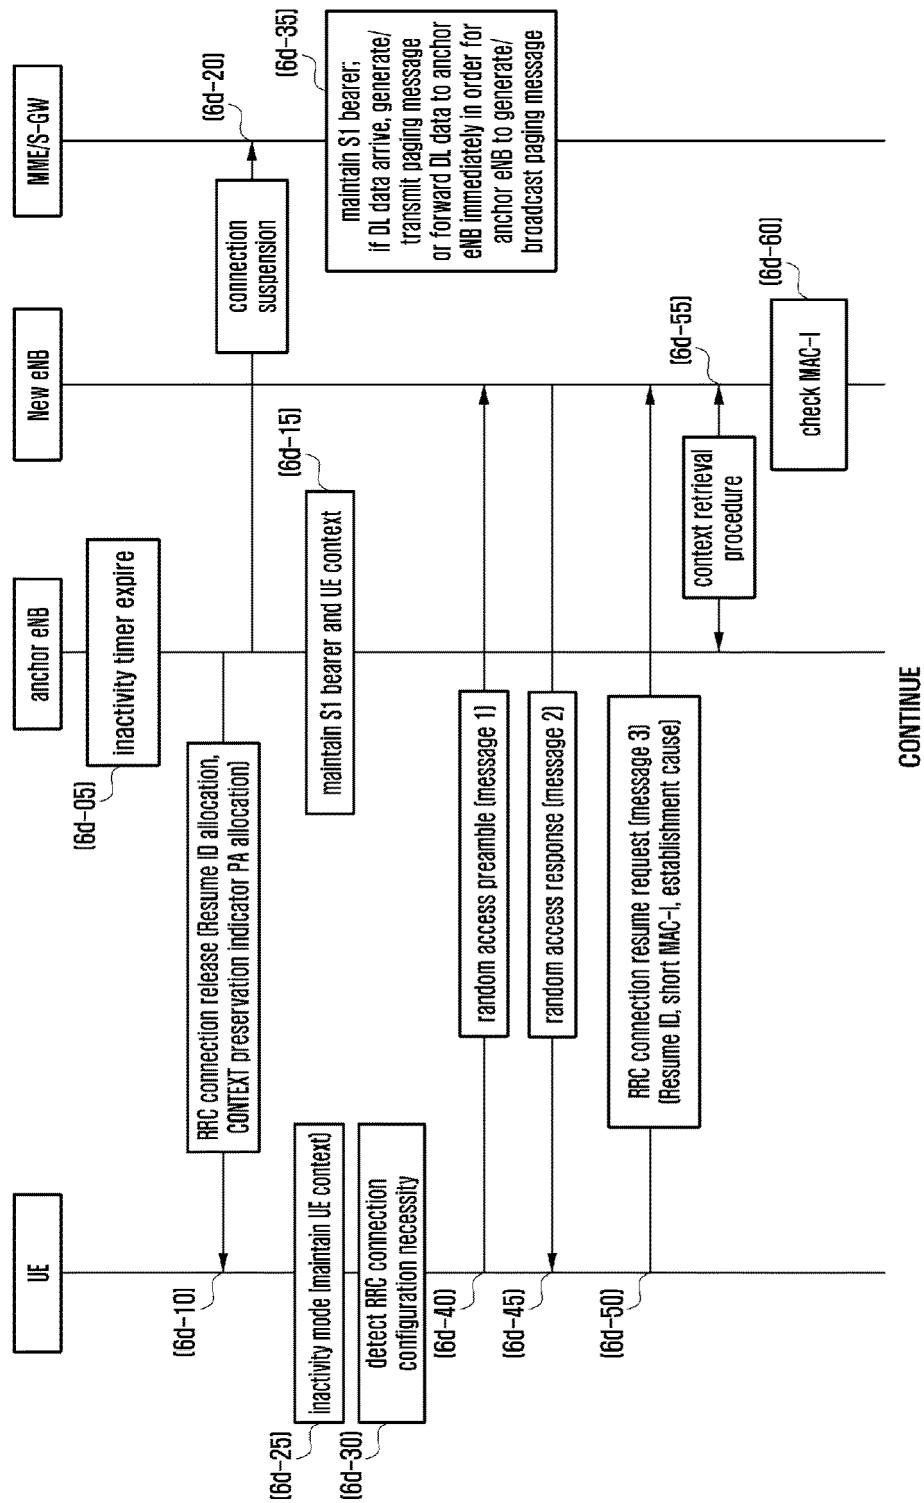 UE
anchor eNB
New eNB
MME/S-GW
inactivity timer expire
(6d-05)
RRC connection release (Resume ID allocation,
CONTEXT preservation indicator PA allocation)
(6d-10)
connection
suspension
(6d-20)
maintain S1 bearer and UE context
(6d-15)
inactivity mode (maintain UE context)
(6d-25)
detect RRC connection
configuration necessity
(6d-30)
maintain S1 bearer;
if DL data arrive, generate/
transmit paging message
or forward DL data to anchor
eNB immediately in order for
anchor eNB to generate/
broadcast paging message
(6d-35)
random access preamble (message 1)
(6d-40)
random access response (message 2)
(6d-45)
RRC connection resume request (message 3)
(Resume ID, short MAC-I, establishment cause)
(6d-50)
context retrieval
procedure
(6d-55)
check MAC-I
(6d-60)
CONTINUE